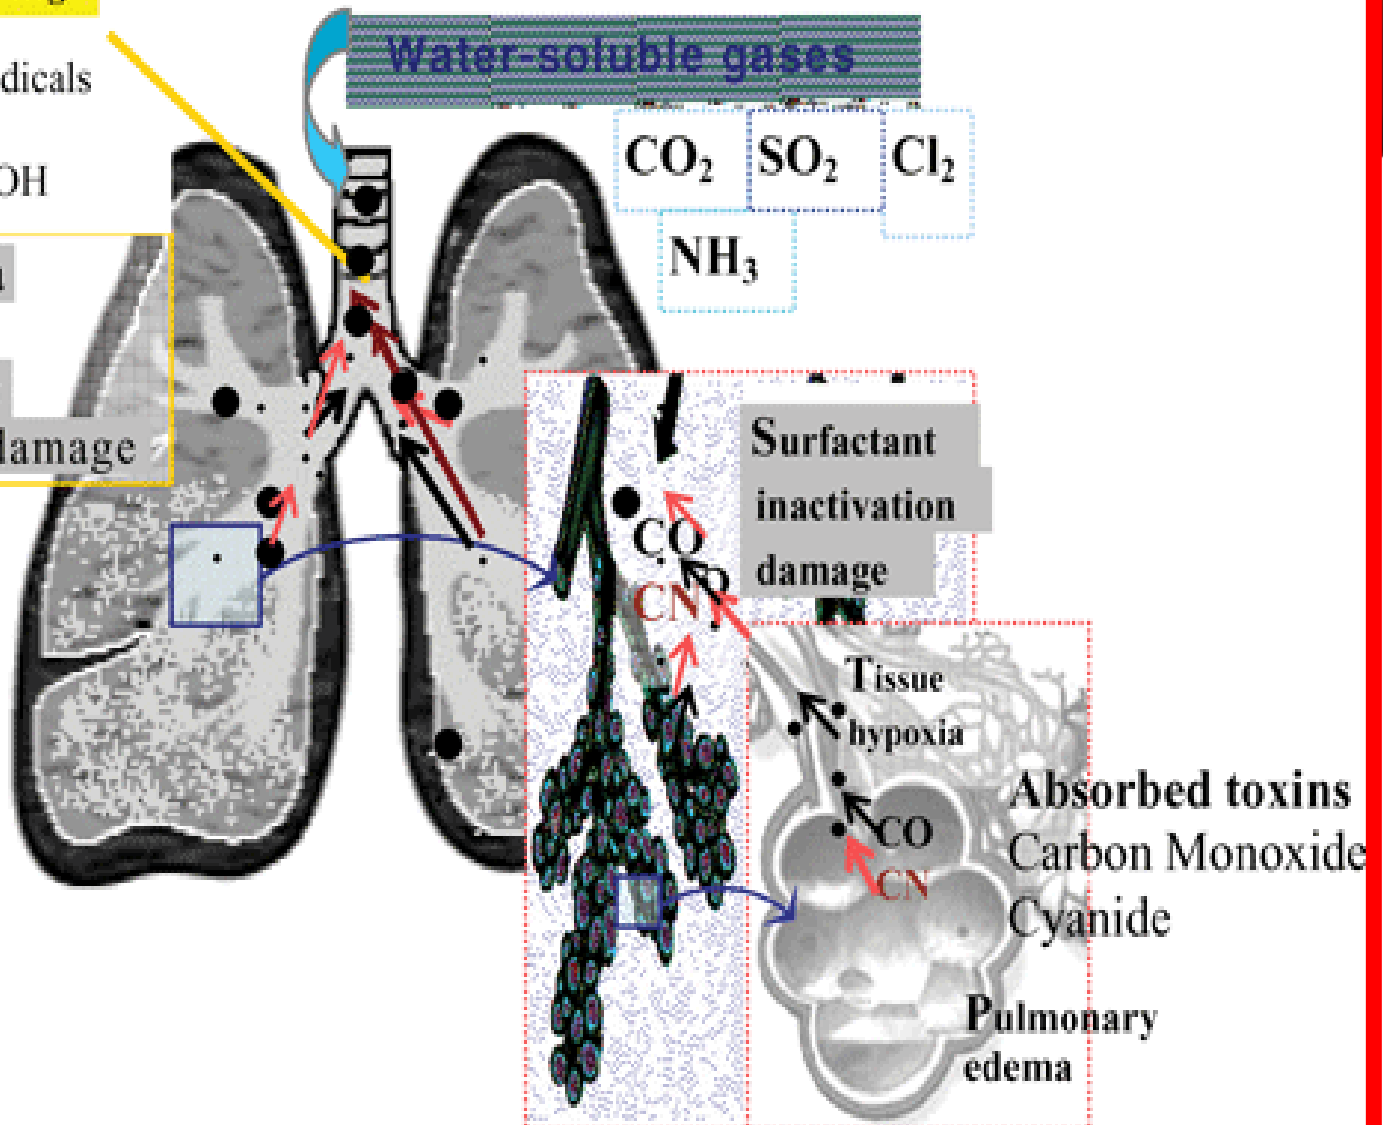 Water-soluble gases
dicals
CO₂ SO₂ Cl₂
OH
NH₃
damage
Surfactant
inactivation
damage
CO
CN
Tissue
hypoxia
Absorbed toxins
CO
Carbon Monoxide
CN
Cyanide
Pulmonary
edema